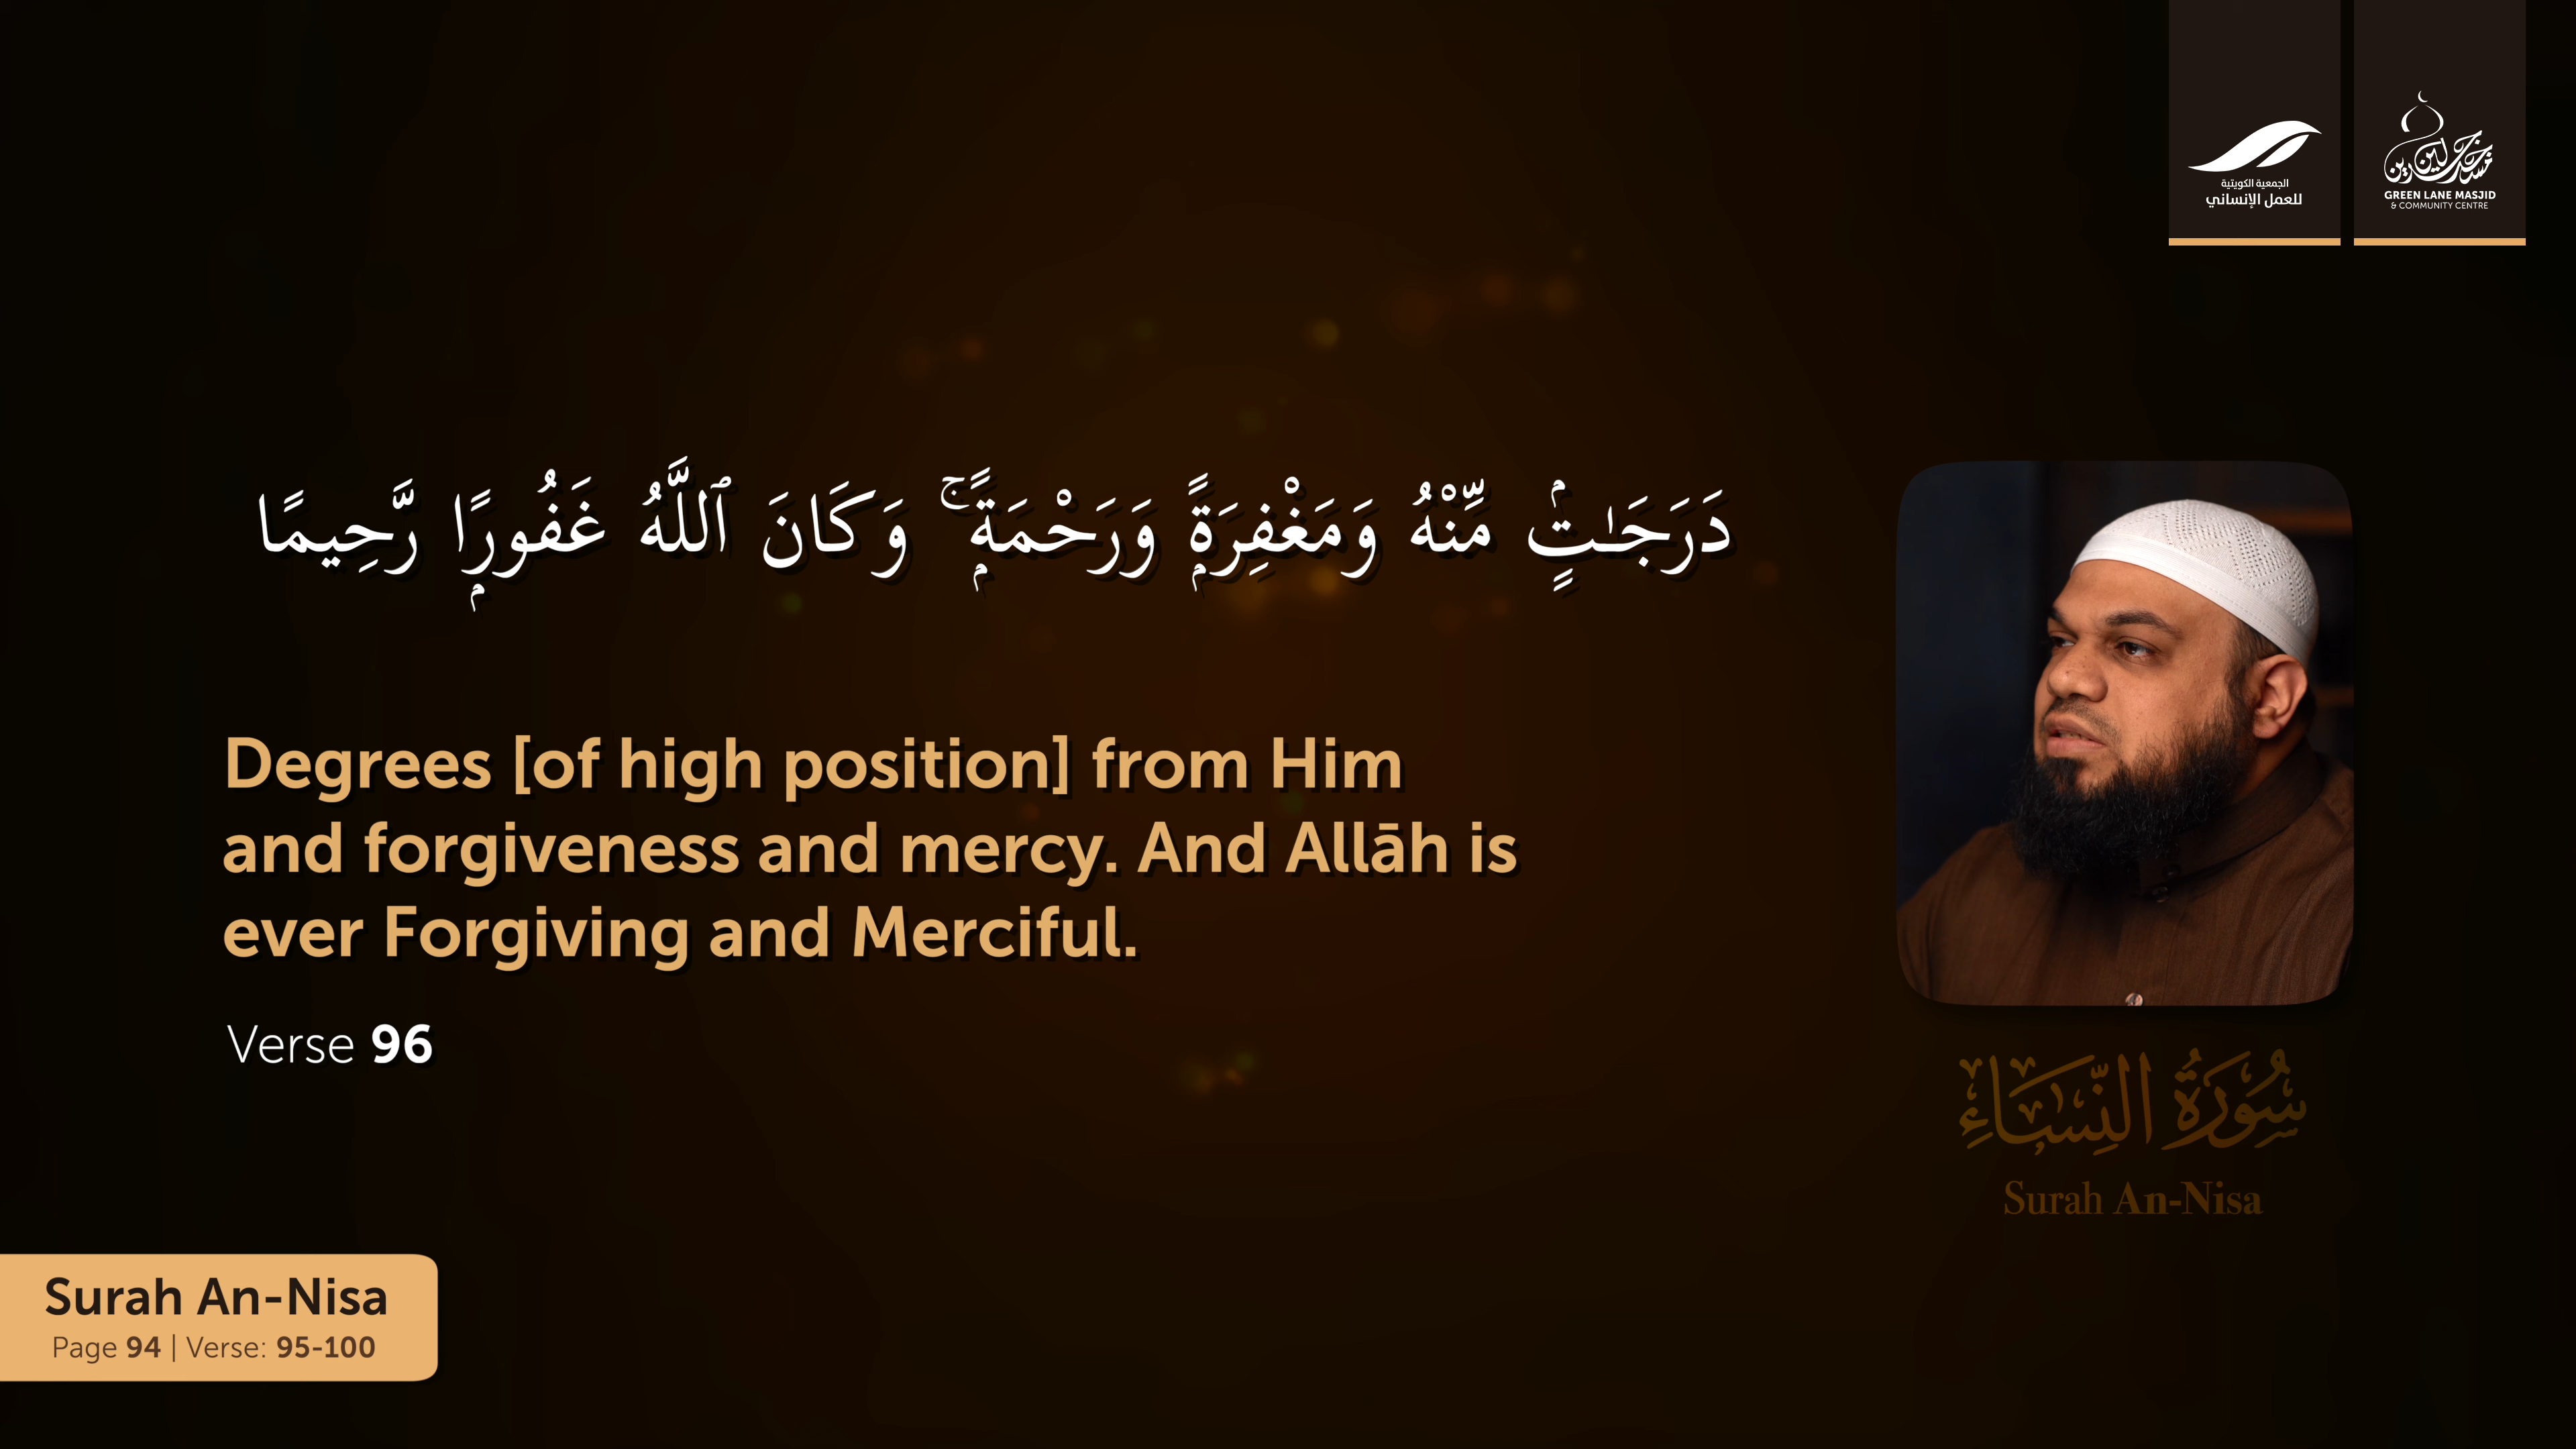 الجمعية الكويتية
للعمل الإنساني
GREEN LANE MASJID
& COMMUNITY CENTRE
دَرَجَـٰتٍۢ مِّنْهُ وَمَغْفِرَةًۭ وَرَحْمَةًۭ ۚ وَكَانَ ٱللَّهُ غَفُورًۭا رَّحِيمًا
Degrees [of high position] from Him
and forgiveness and mercy. And Allāh is
ever Forgiving and Merciful.
Verse 96
سُورَةُ النِّسَاءِ
Surah An-Nisa
Surah An-Nisa
Page 94 | Verse: 95-100